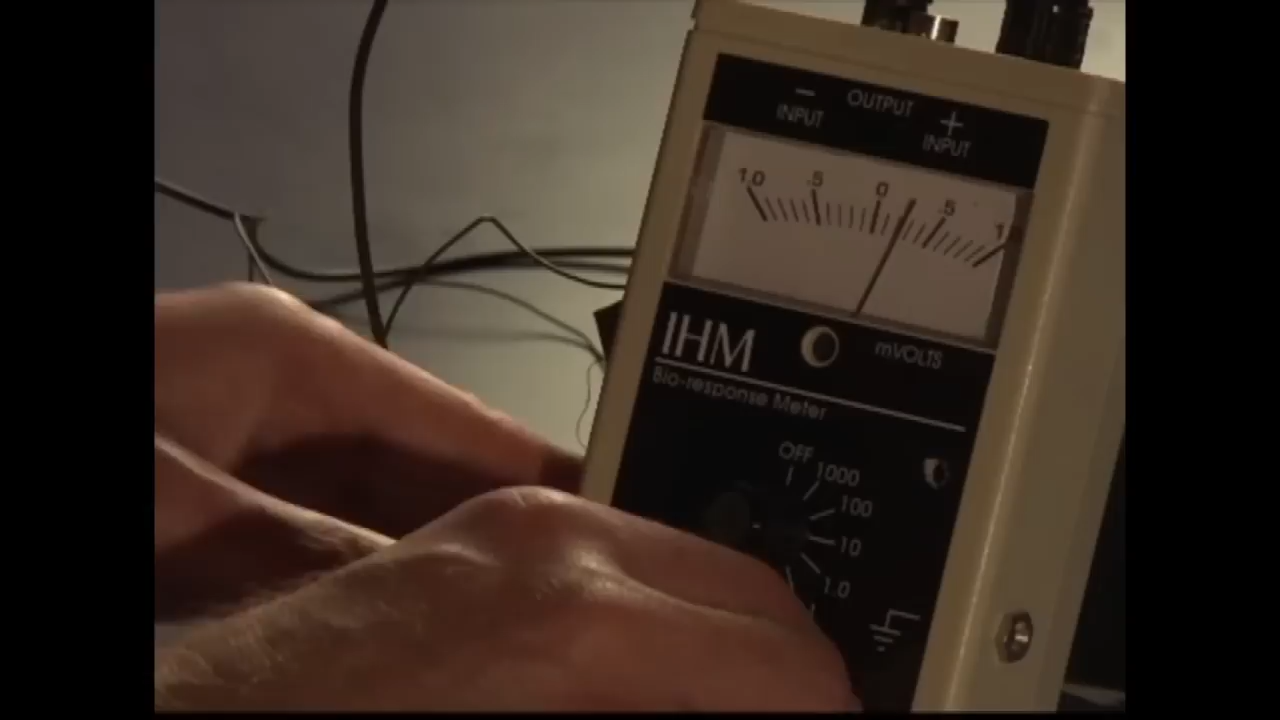 − OUTPUT +
INPUT INPUT
1.0 .5 0 .5 1
IHM mVOLTS
Bio-response Meter
OFF
1000
100
10
1.0